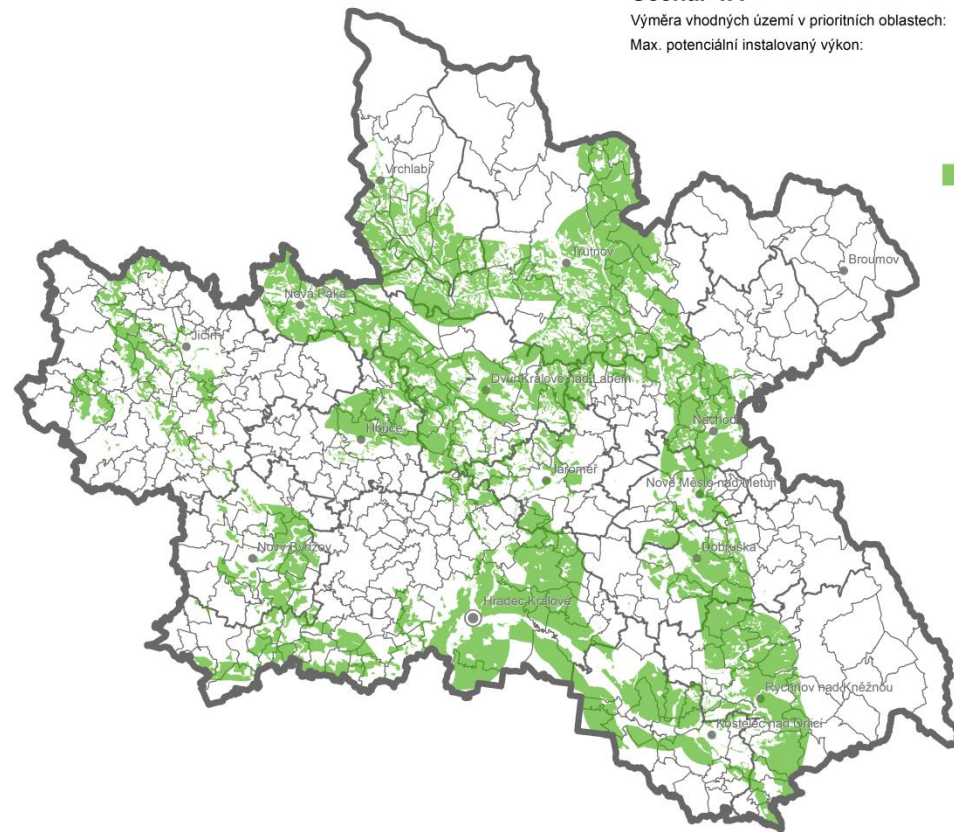 Výměra vhodných území v prioritních oblastech:
Max. potenciální instalovaný výkon:
Vrchlabí
Trutnov
Broumov
Nová Paka
Jičín
Dvůr Králové nad Labem
Hořice
Náchod
Jaroměř
Nové Město nad Metují
Nový Bydžov
Dobruška
Hradec Králové
Rychnov nad Kněžnou
Kostelec nad Orlicí